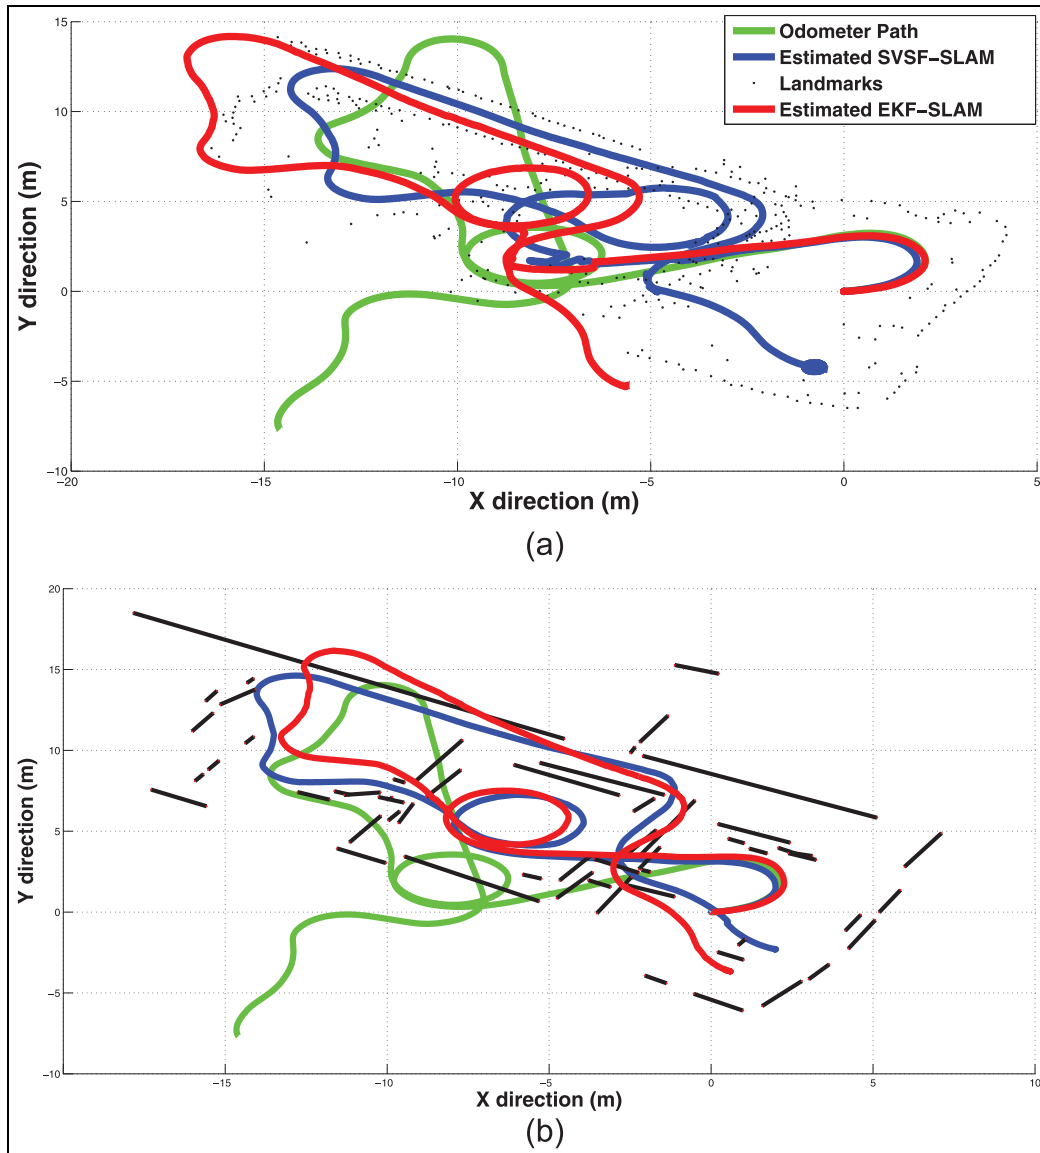 Odometer Path
Estimated SVSF-SLAM
Landmarks
Estimated EKF-SLAM
15
10
5
0
−5
−10
Y direction (m)
−20
−15
−10
−5
0
5
X direction (m)
(a)
20
15
10
5
0
−5
−10
Y direction (m)
−15
−10
−5
0
5
10
X direction (m)
(b)